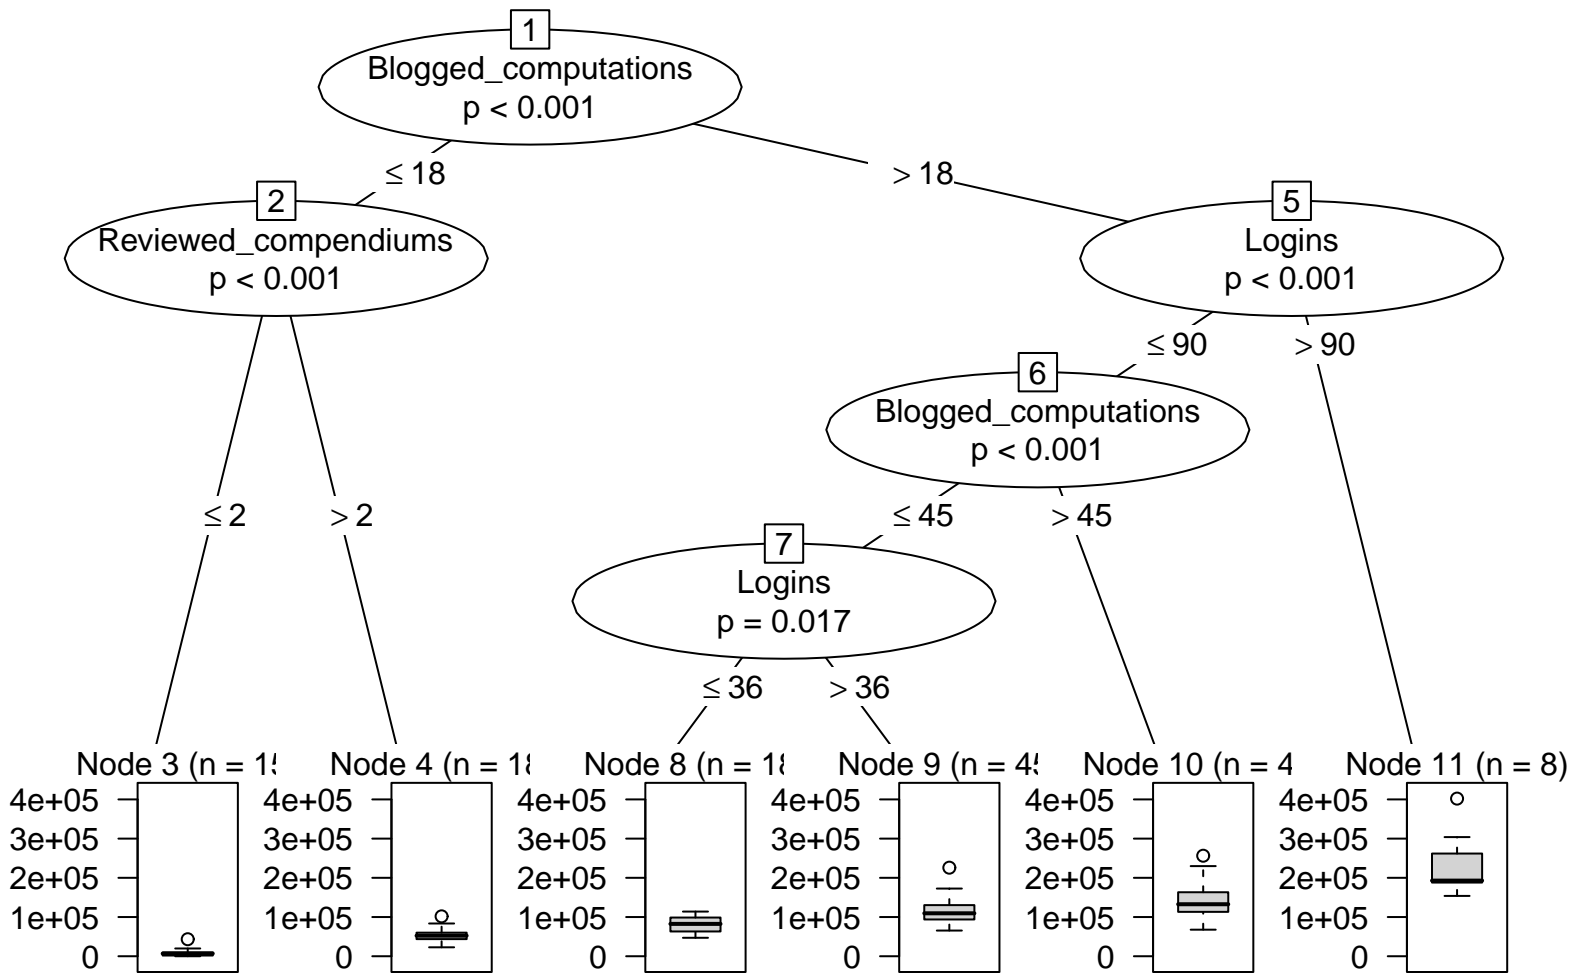 1
Blogged_computations
p < 0.001
≤ 18
> 18
2
Reviewed_compendiums
p < 0.001
5
Logins
p < 0.001
≤ 90
> 90
6
Blogged_computations
p < 0.001
≤ 2
> 2
≤ 45
> 45
7
Logins
p = 0.017
≤ 36
> 36
Node 3 (n = 
Node 4 (n = 
Node 8 (n = 
Node 9 (n = 
Node 10 (n = 4
Node 11 (n = 8)
4e+05
3e+05
2e+05
1e+05
0
4e+05
3e+05
2e+05
1e+05
0
4e+05
3e+05
2e+05
1e+05
0
4e+05
3e+05
2e+05
1e+05
0
4e+05
3e+05
2e+05
1e+05
0
4e+05
3e+05
2e+05
1e+05
0